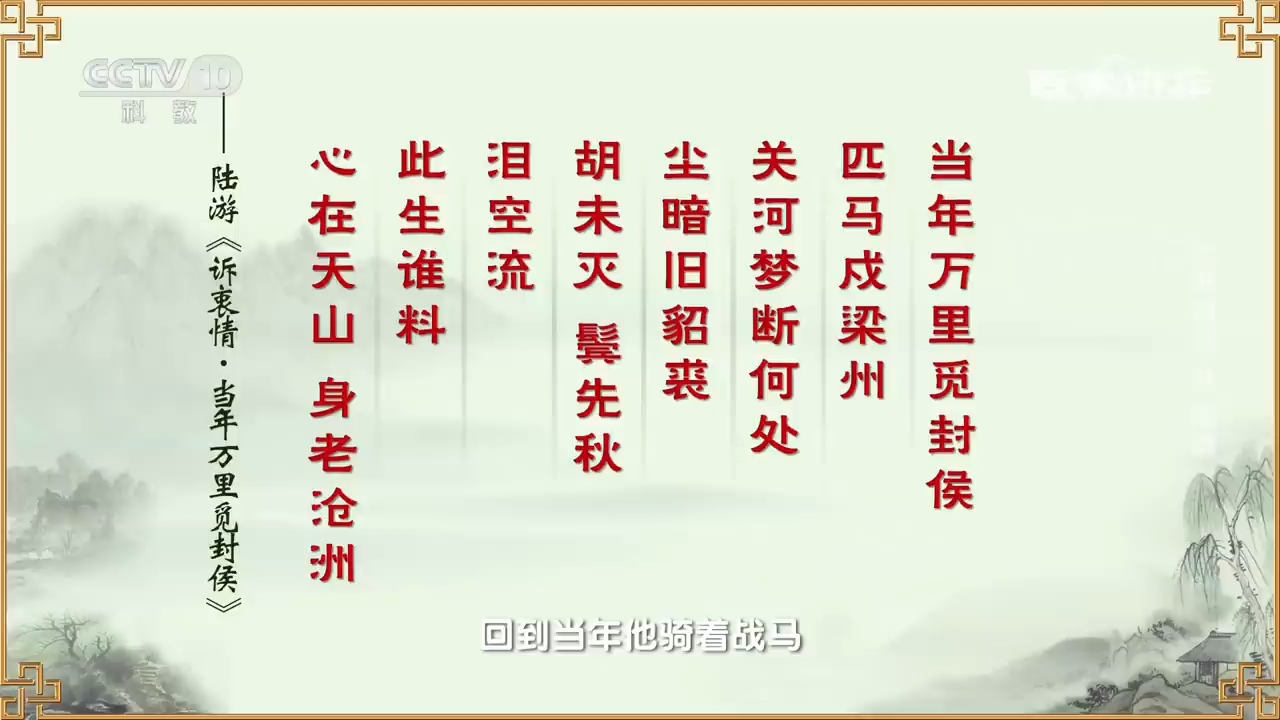 CCTV 10
科教
当年万里觅封侯
匹马戍梁州
关河梦断何处
尘暗旧貂裘
胡未灭 鬓先秋
泪空流
此生谁料
心在天山 身老沧洲
——陆游《诉衷情·当年万里觅封侯》
回到当年他骑着战马